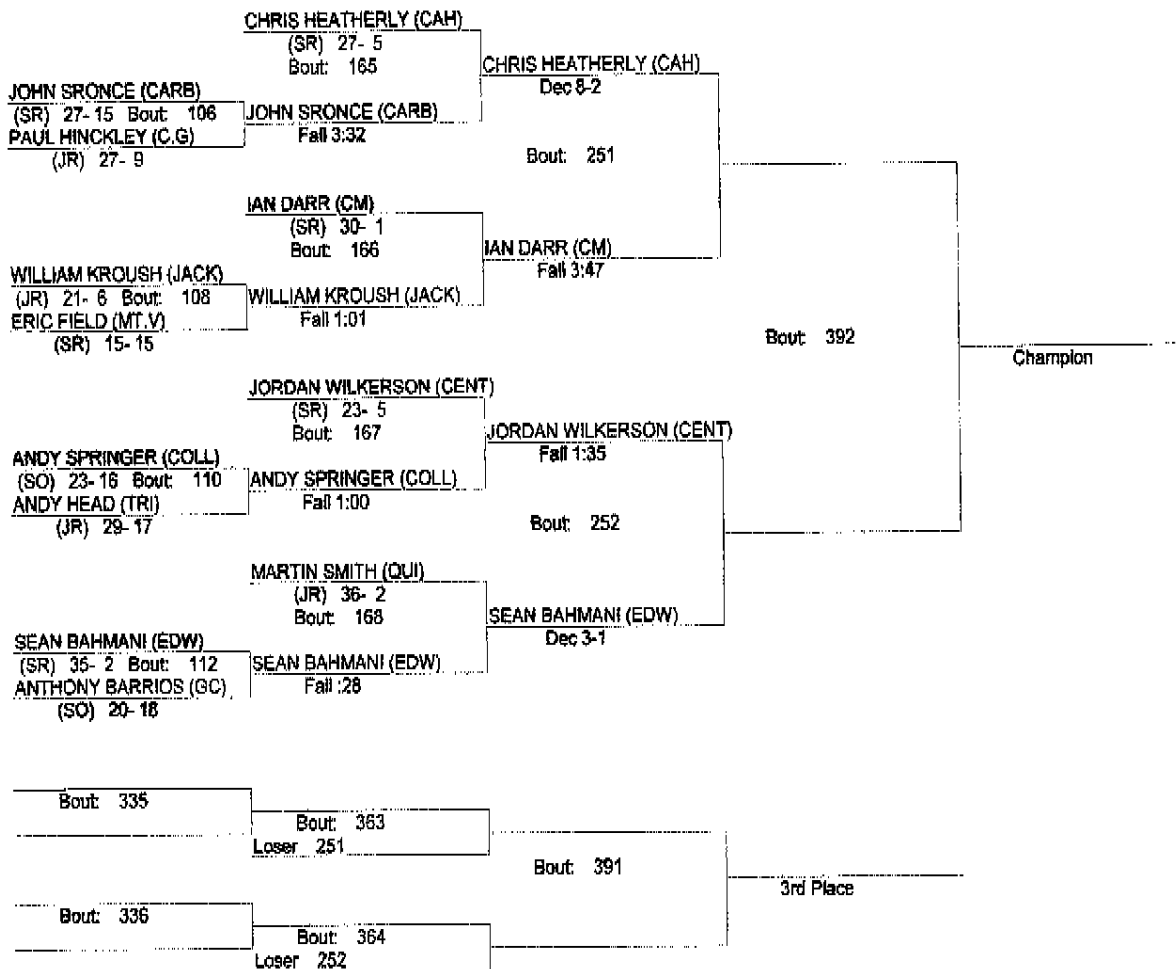 CHRIS HEATHERLY (CAH)
(SR) 27- 5
Bout: 165
CHRIS HEATHERLY (CAH)
Dec 8-2
JOHN SRONCE (CARB)
(SR) 27- 15 Bout: 106
PAUL HINCKLEY (C.G)
(JR) 27- 9
JOHN SRONCE (CARB)
Fall 3:32
Bout: 251
IAN DARR (CM)
(SR) 30- 1
Bout: 166
IAN DARR (CM)
Fall 3:47
WILLIAM KROUSH (JACK)
(JR) 21- 6 Bout: 108
ERIC FIELD (MT.V)
(SR) 15- 15
WILLIAM KROUSH (JACK)
Fall 1:01
Bout: 392
Champion
JORDAN WILKERSON (CENT)
(SR) 23- 5
Bout: 167
JORDAN WILKERSON (CENT)
Fall 1:35
ANDY SPRINGER (COLL)
(SO) 23- 16 Bout: 110
ANDY HEAD (TRI)
(JR) 29- 17
ANDY SPRINGER (COLL)
Fall 1:00
Bout: 252
MARTIN SMITH (QUI)
(JR) 36- 2
Bout: 168
SEAN BAHMANI (EDW)
Dec 3-1
SEAN BAHMANI (EDW)
(SR) 35- 2 Bout: 112
ANTHONY BARRIOS (GC)
(SO) 20- 18
SEAN BAHMANI (EDW)
Fall :28
Bout: 335
Bout: 363
Loser 251
Bout: 391
3rd Place
Bout: 336
Bout: 364
Loser 252